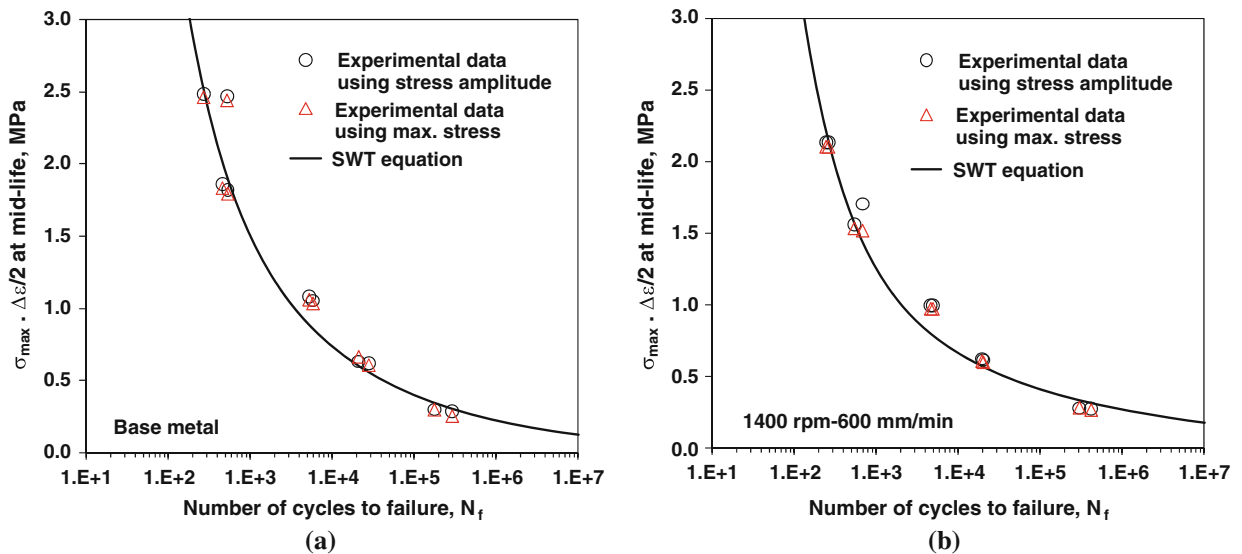 3.0
2.5
2.0
1.5
1.0
0.5
0.0
σmax . Δε/2 at mid-life, MPa
Experimental data
using stress amplitude
Experimental data
using max. stress
SWT equation
Base metal
1.E+1 1.E+2 1.E+3 1.E+4 1.E+5 1.E+6 1.E+7
Number of cycles to failure, Nf
(a)
3.0
2.5
2.0
1.5
1.0
0.5
0.0
σmax . Δε/2 at mid-life, MPa
Experimental data
using stress amplitude
Experimental data
using max. stress
SWT equation
1400 rpm-600 mm/min
1.E+1 1.E+2 1.E+3 1.E+4 1.E+5 1.E+6 1.E+7
Number of cycles to failure, Nf
(b)